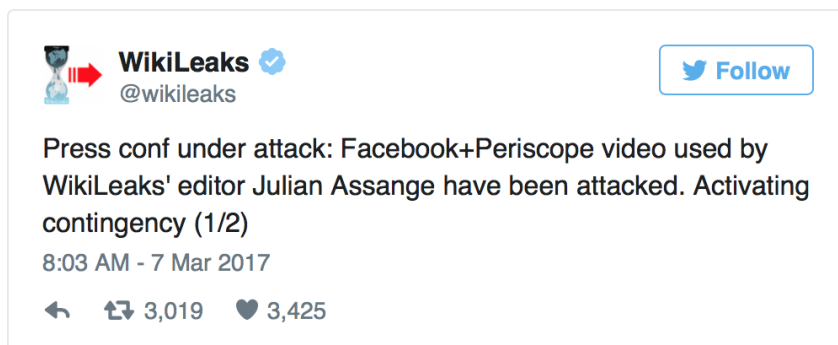 WikiLeaks
@wikileaks
Follow
Press conf under attack: Facebook+Periscope video used by
WikiLeaks' editor Julian Assange have been attacked. Activating
contingency (1/2)
8:03 AM - 7 Mar 2017
3,019 3,425